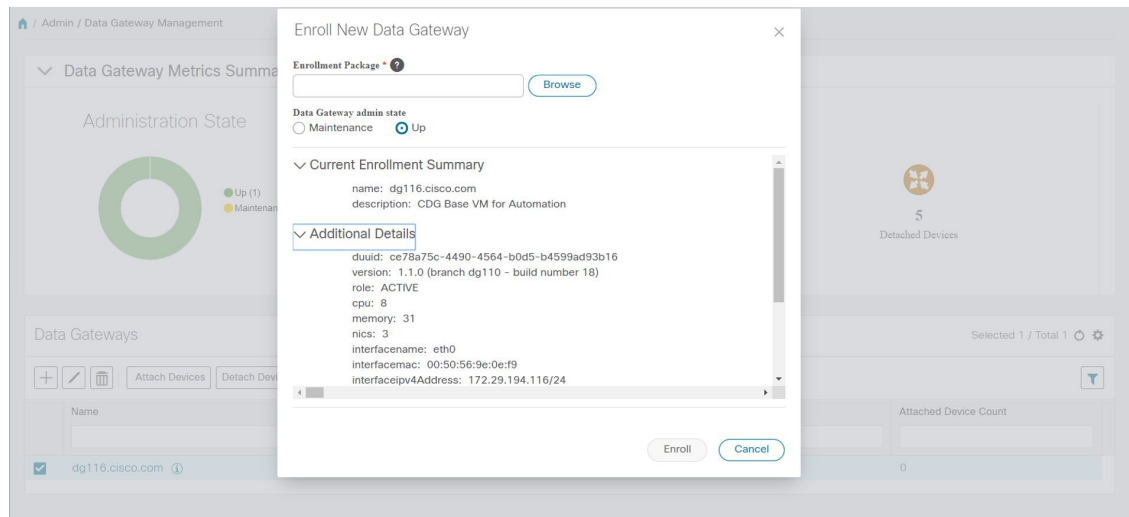 / Admin / Data Gateway Management
Data Gateway Metrics Summa
Administration State
Up (1)
Maintenan
5
Detached Devices
Enroll New Data Gateway
Enrollment Package * ?
Browse
Data Gateway admin state
Maintenance Up
Current Enrollment Summary
name: dg116.cisco.com
description: CDG Base VM for Automation
Additional Details
duuid: ce78a75c-4490-4564-b0d5-b4599ad93b16
version: 1.1.0 (branch dg110 - build number 18)
role: ACTIVE
cpu: 8
memory: 31
nics: 3
interfacename: eth0
interfacemac: 00:50:56:9e:0e:f9
interfaceipv4Address: 172.29.194.116/24
Enroll Cancel
Data Gateways
Selected 1 / Total 1
Attach Devices Detach Devi
Name Attached Device Count
dg116.cisco.com 0